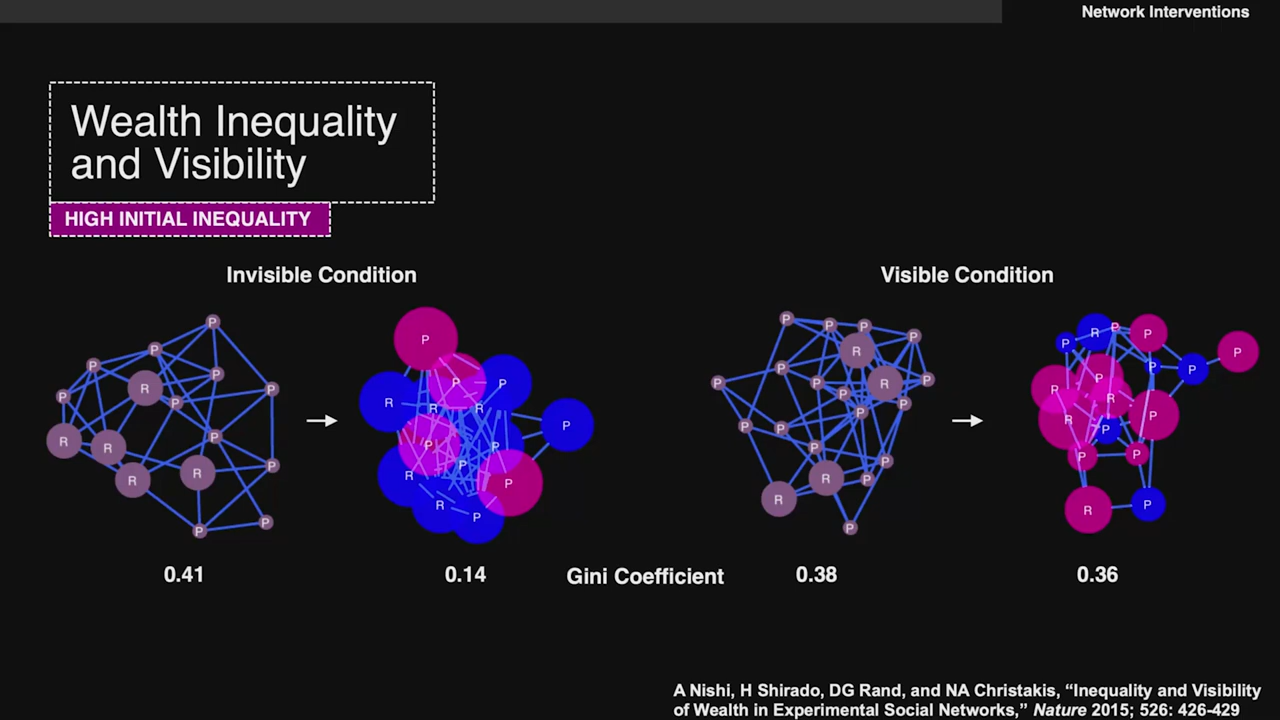 Network Interventions
Wealth Inequality
and Visibility
HIGH INITIAL INEQUALITY
Invisible Condition
Visible Condition
P
P
P
P
P
R
P
P
R
R
P
R
R
P
P
P
P
P
P
R
R
R
P
P
P
P
R
P
R
P
P
P
P
P
R
P
P
R
P
P
P
P
P
P
P
P
P
R
P
R
P
P
R
P
P
P
R
P
P
P
R
R
P
R
P
P
P
R
P
0.41
0.14
Gini Coefficient
0.38
0.36
A Nishi, H Shirado, DG Rand, and NA Christakis, “Inequality and Visibility
of Wealth in Experimental Social Networks,” Nature 2015; 526: 426-429